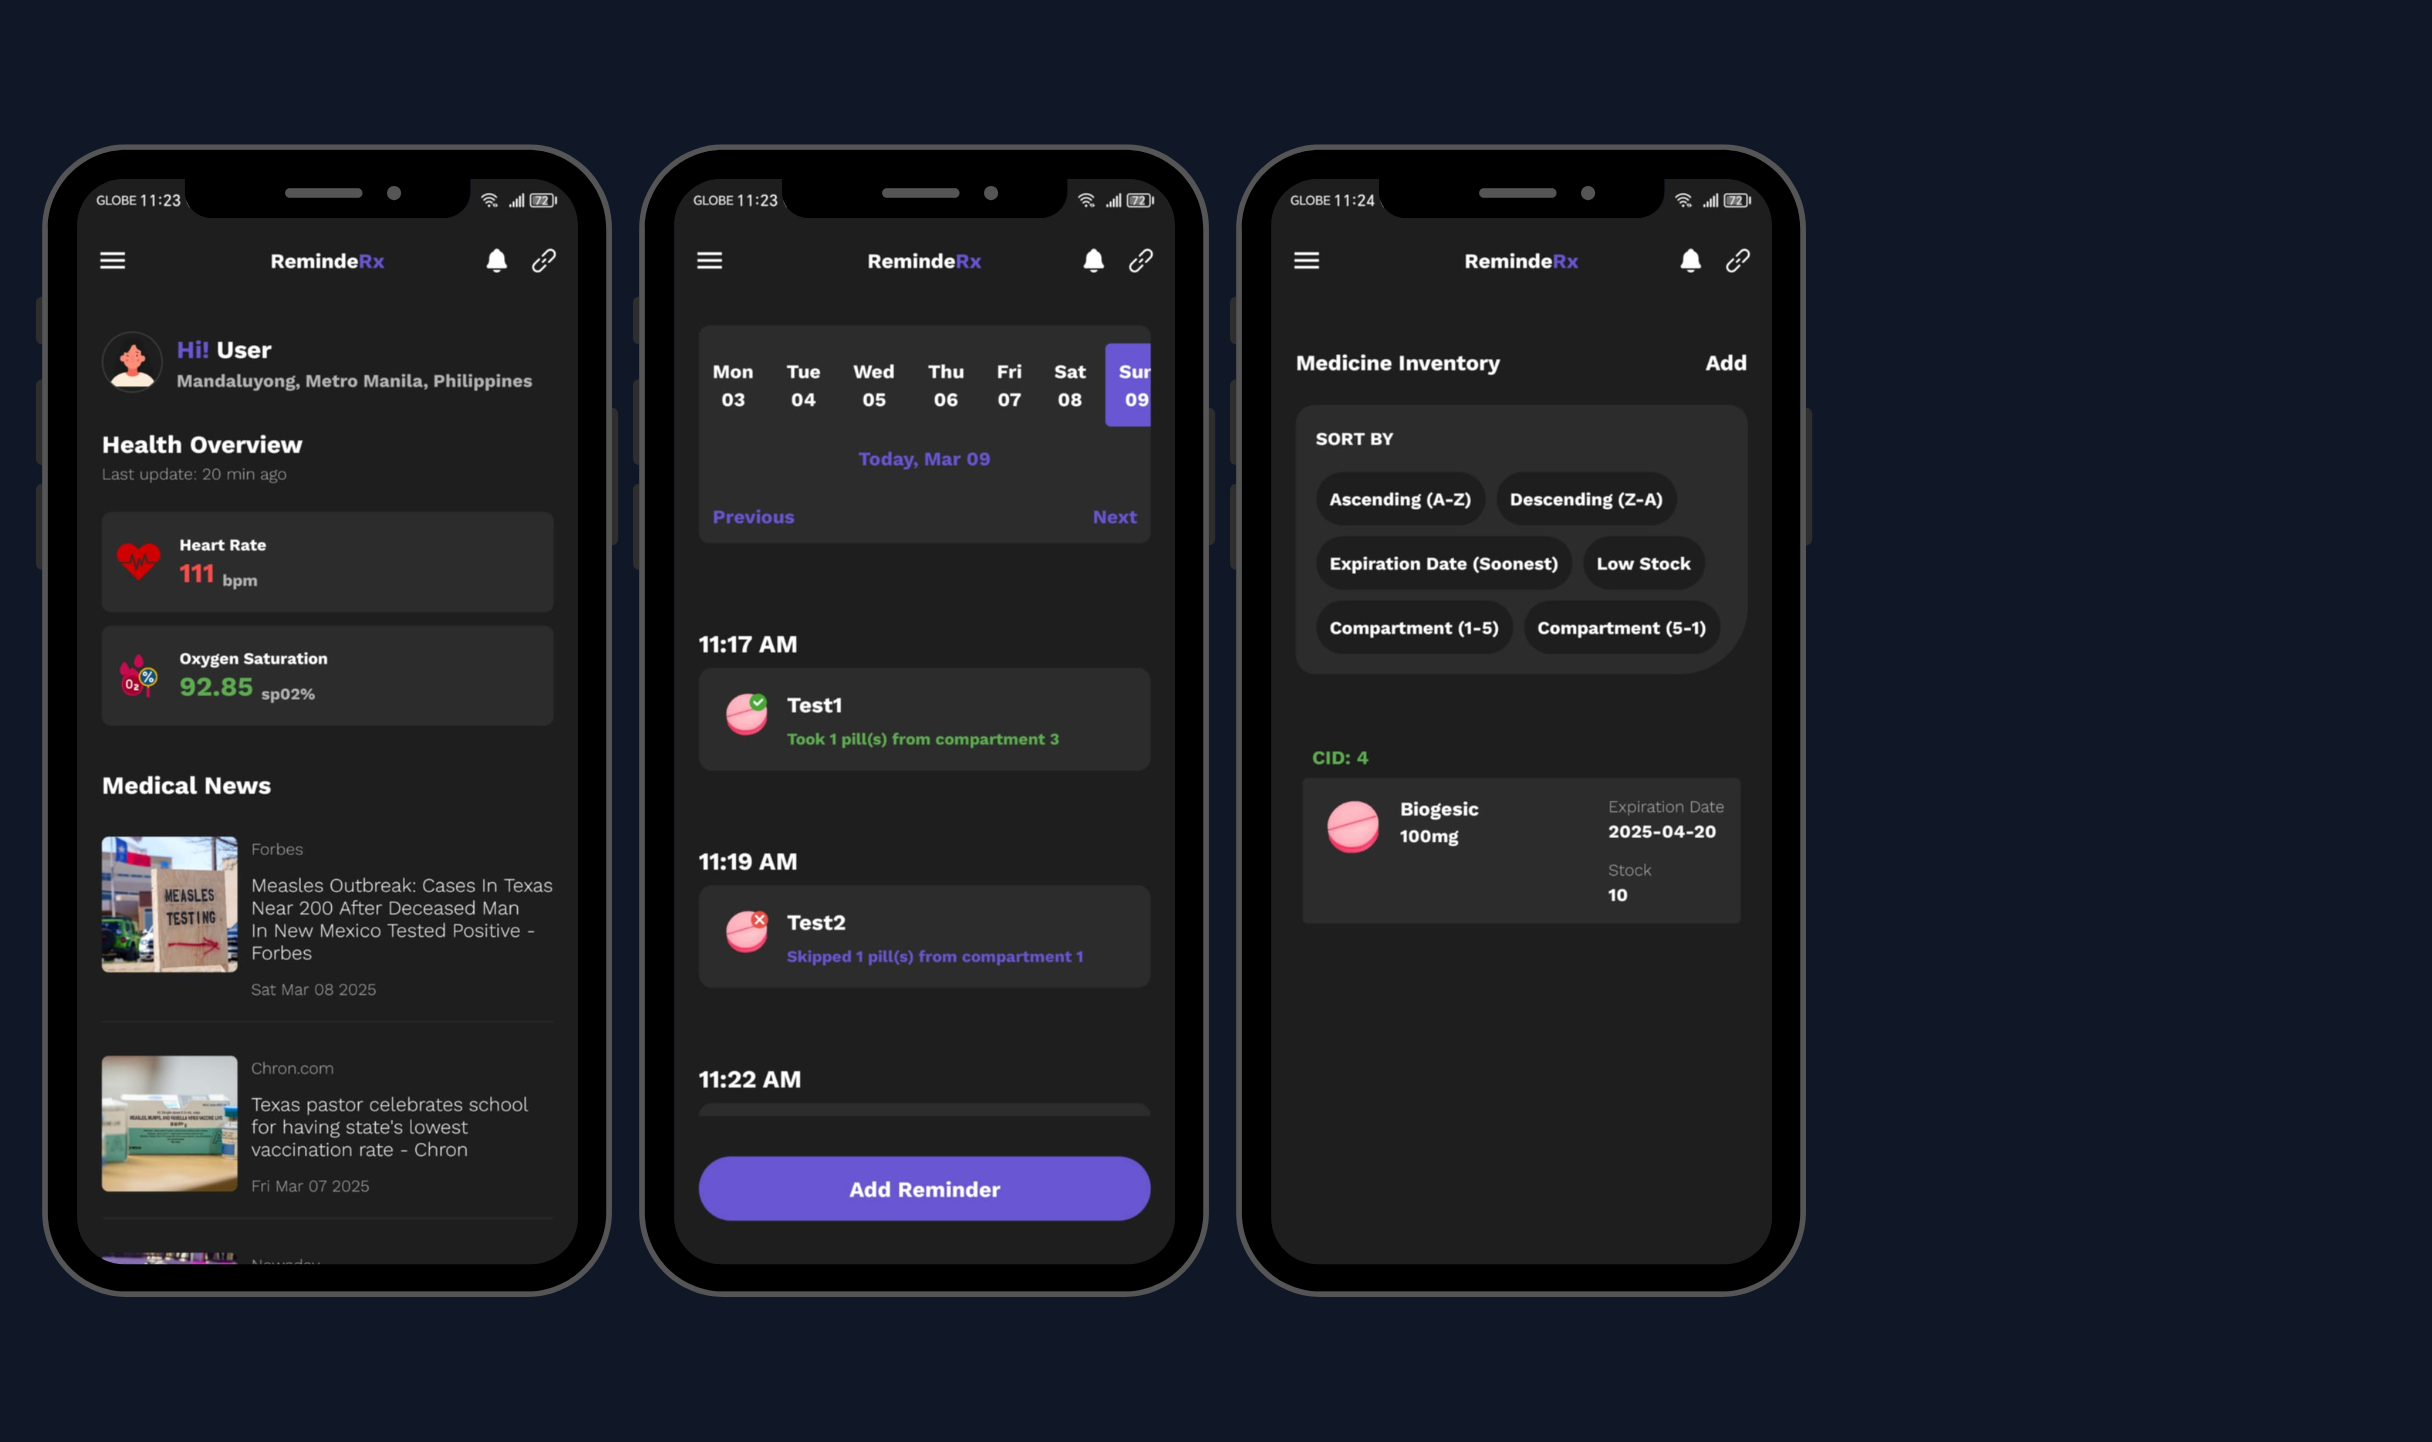 GLOBE 11:23
72
RemindeRx
Hi! User
Mandaluyong, Metro Manila, Philippines
Health Overview
Last update: 20 min ago
Heart Rate
111 bpm
O2 %
Oxygen Saturation
92.85 sp02%
Medical News
MEASLES
TESTING
Forbes
Measles Outbreak: Cases In Texas
Near 200 After Deceased Man
In New Mexico Tested Positive -
Forbes
Sat Mar 08 2025
Chron.com
Texas pastor celebrates school
for having state's lowest
vaccination rate - Chron
Fri Mar 07 2025
GLOBE 11:23
72
RemindeRx
Mon Tue Wed Thu Fri Sat Sun
03 04 05 06 07 08 09
Today, Mar 09
Previous Next
11:17 AM
Test1
Took 1 pill(s) from compartment 3
11:19 AM
Test2
Skipped 1 pill(s) from compartment 1
11:22 AM
Add Reminder
GLOBE 11:24
72
RemindeRx
Medicine Inventory Add
SORT BY
Ascending (A-Z) Descending (Z-A)
Expiration Date (Soonest) Low Stock
Compartment (1-5) Compartment (5-1)
CID: 4
Biogesic
100mg
Expiration Date
2025-04-20
Stock
10